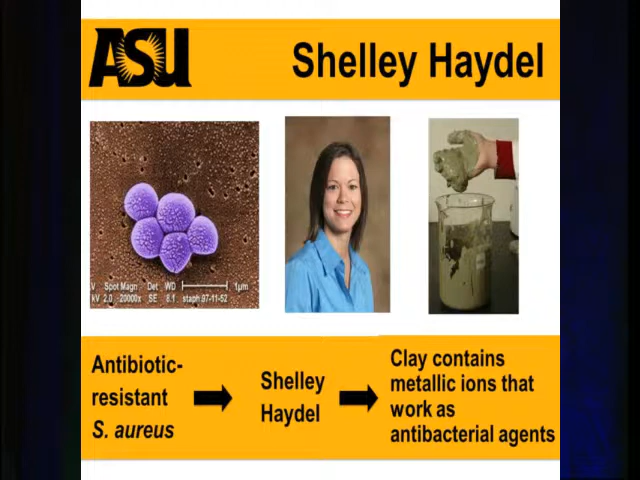 ASU
Shelley Haydel
V Spot Magn Det WD 1µm
kV 2.0 20000x SE 8.1 staph 97-11-52
Antibiotic-
resistant
S. aureus
Shelley
Haydel
Clay contains
metallic ions that
work as
antibacterial agents